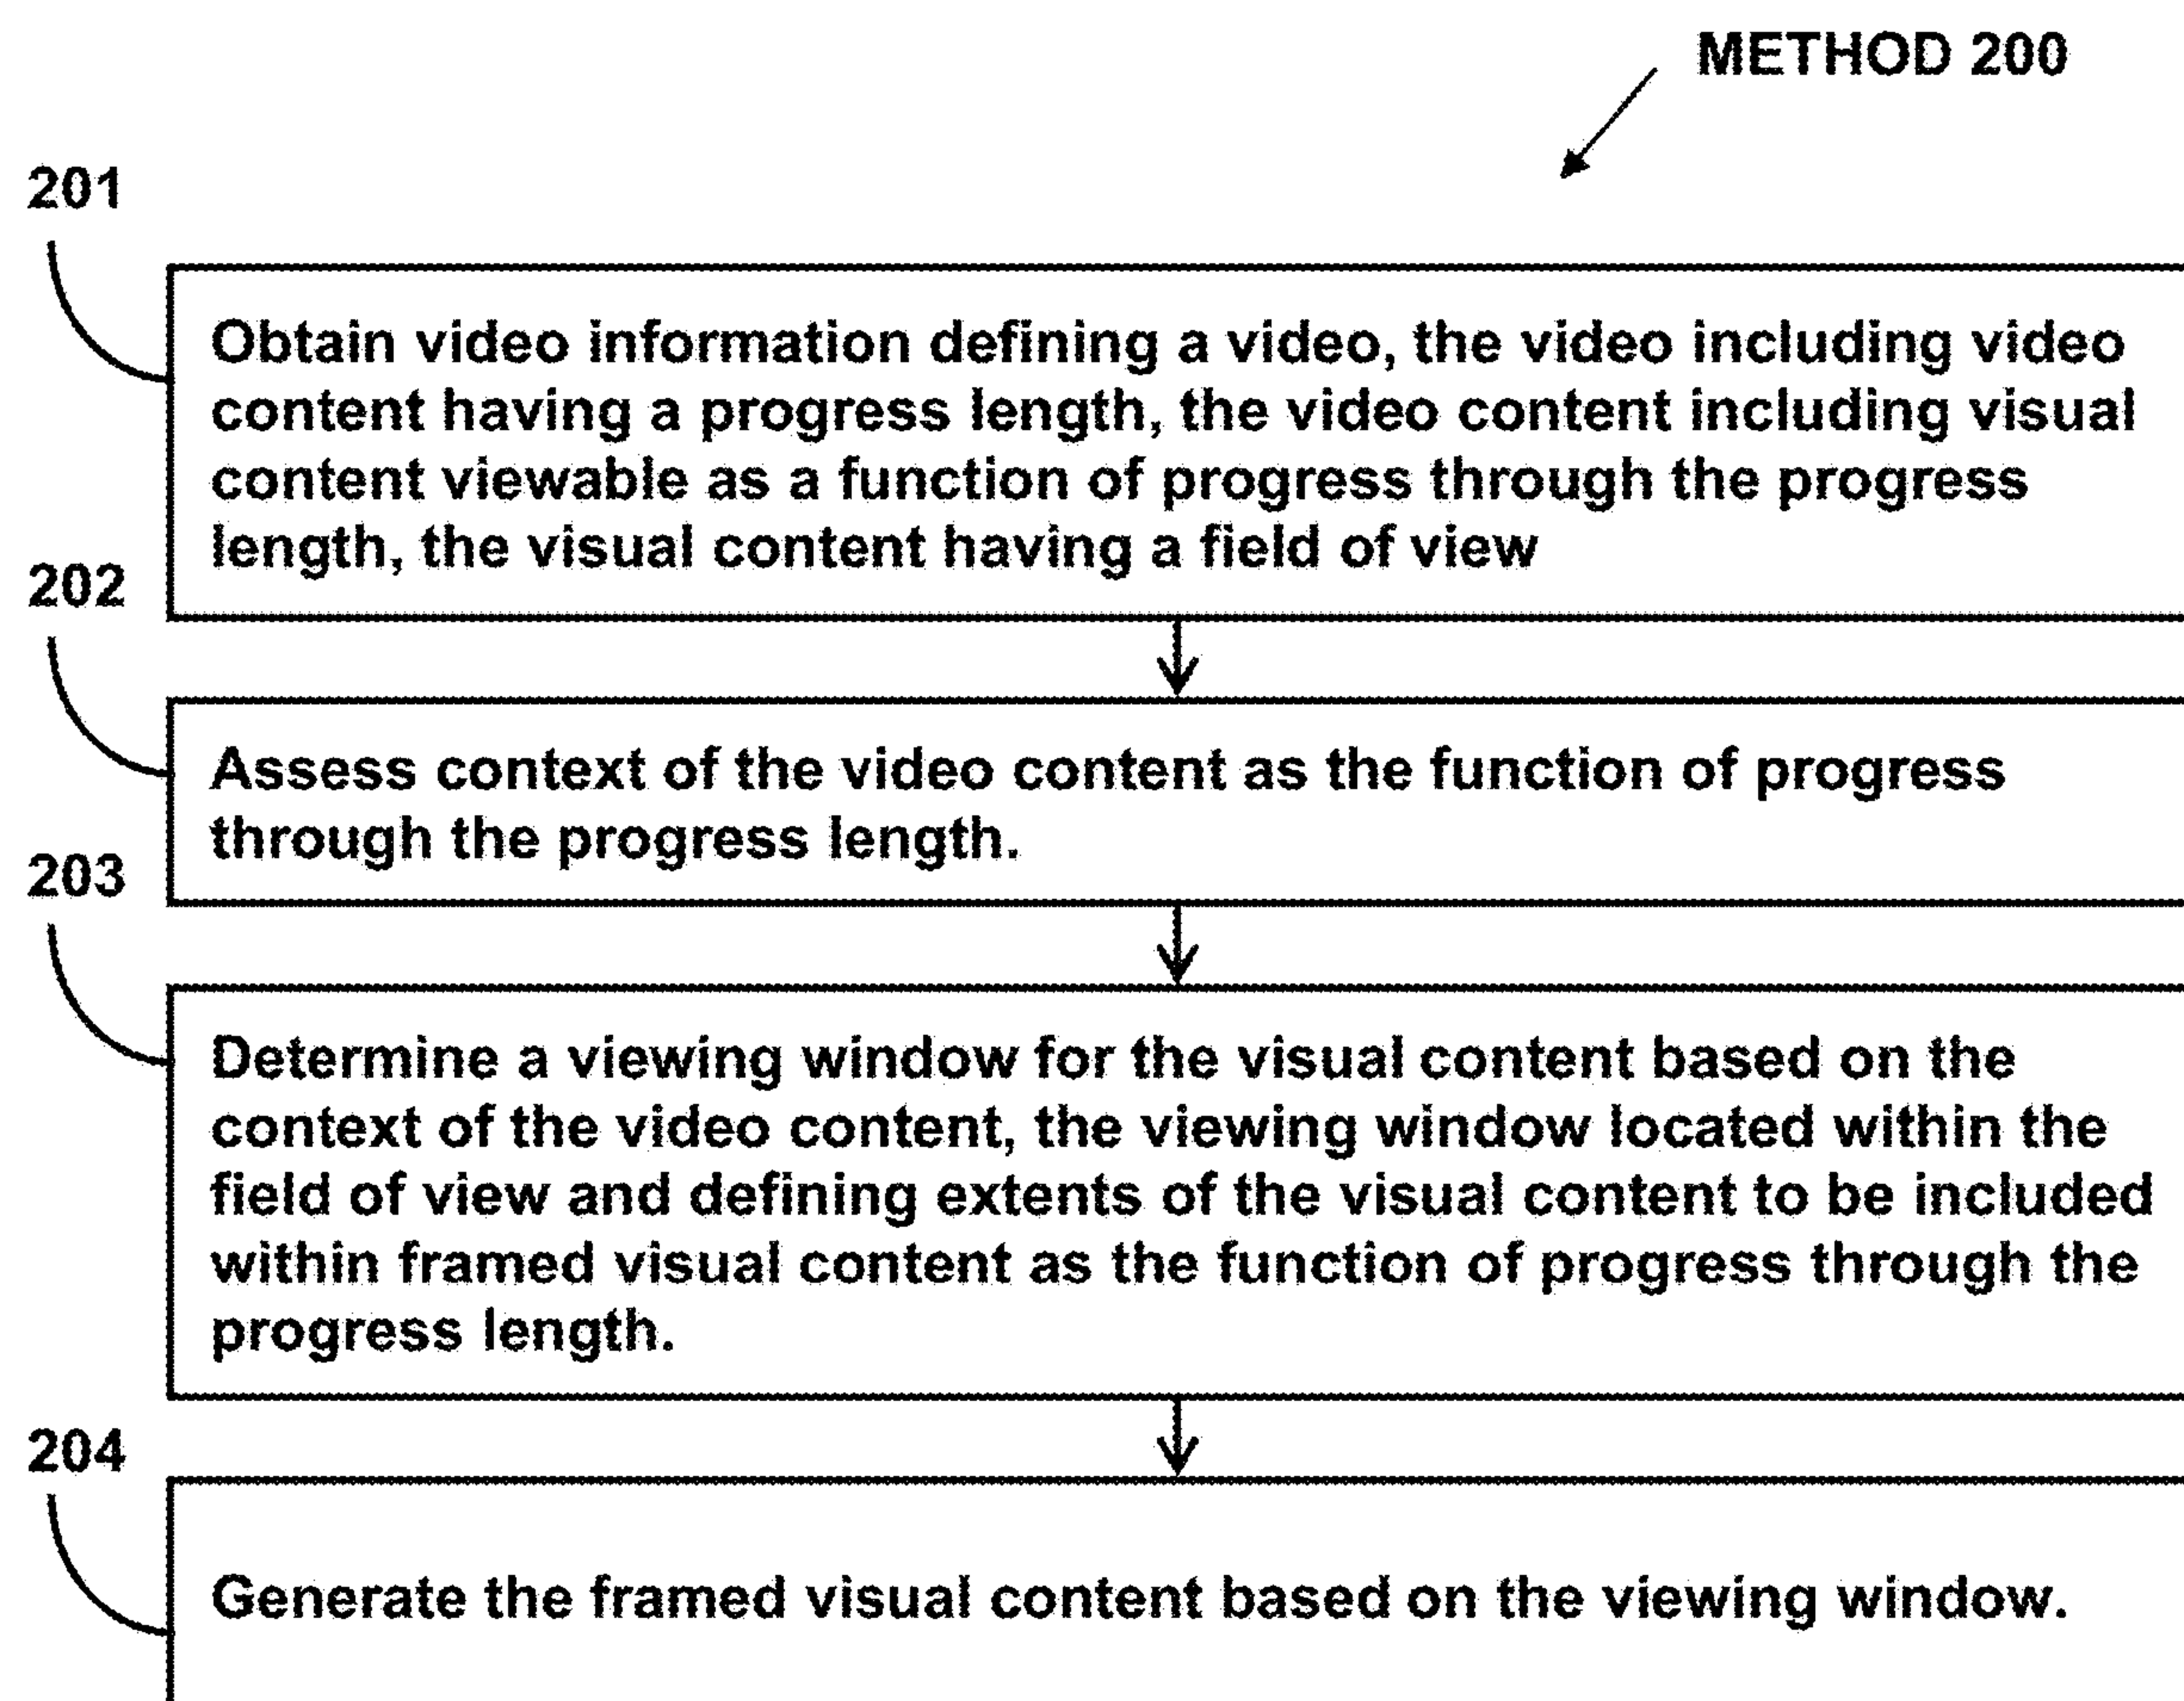 METHOD 200
201
Obtain video information defining a video, the video including video
content having a progress length, the video content including visual
content viewable as a function of progress through the progress
length, the visual content having a field of view
202
Assess context of the video content as the function of progress
through the progress length.
203
Determine a viewing window for the visual content based on the
context of the video content, the viewing window located within the
field of view and defining extents of the visual content to be included
within framed visual content as the function of progress through the
progress length.
204
Generate the framed visual content based on the viewing window.